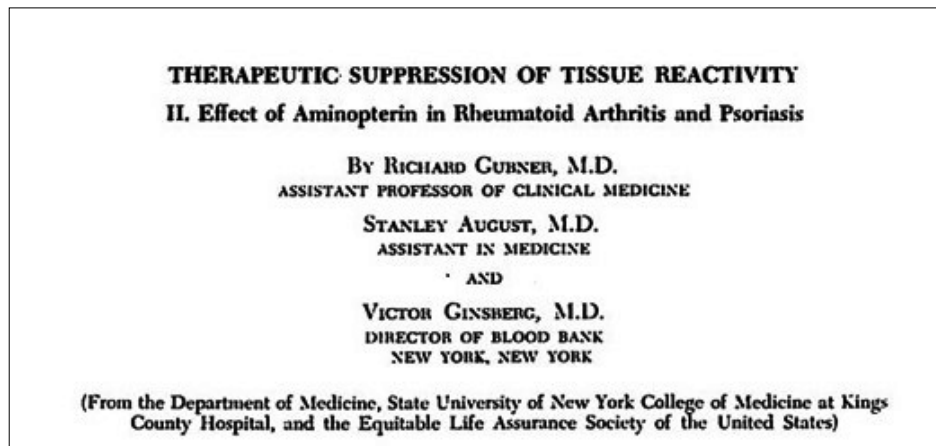 THERAPEUTIC SUPPRESSION OF TISSUE REACTIVITY
II. Effect of Aminopterin in Rheumatoid Arthritis and Psoriasis
By Richard Gubner, M.D.
ASSISTANT PROFESSOR OF CLINICAL MEDICINE
Stanley August, M.D.
ASSISTANT IN MEDICINE
AND
Victor Ginsberg, M.D.
DIRECTOR OF BLOOD BANK
NEW YORK, NEW YORK
(From the Department of Medicine, State University of New York College of Medicine at Kings
County Hospital, and the Equitable Life Assurance Society of the United States)